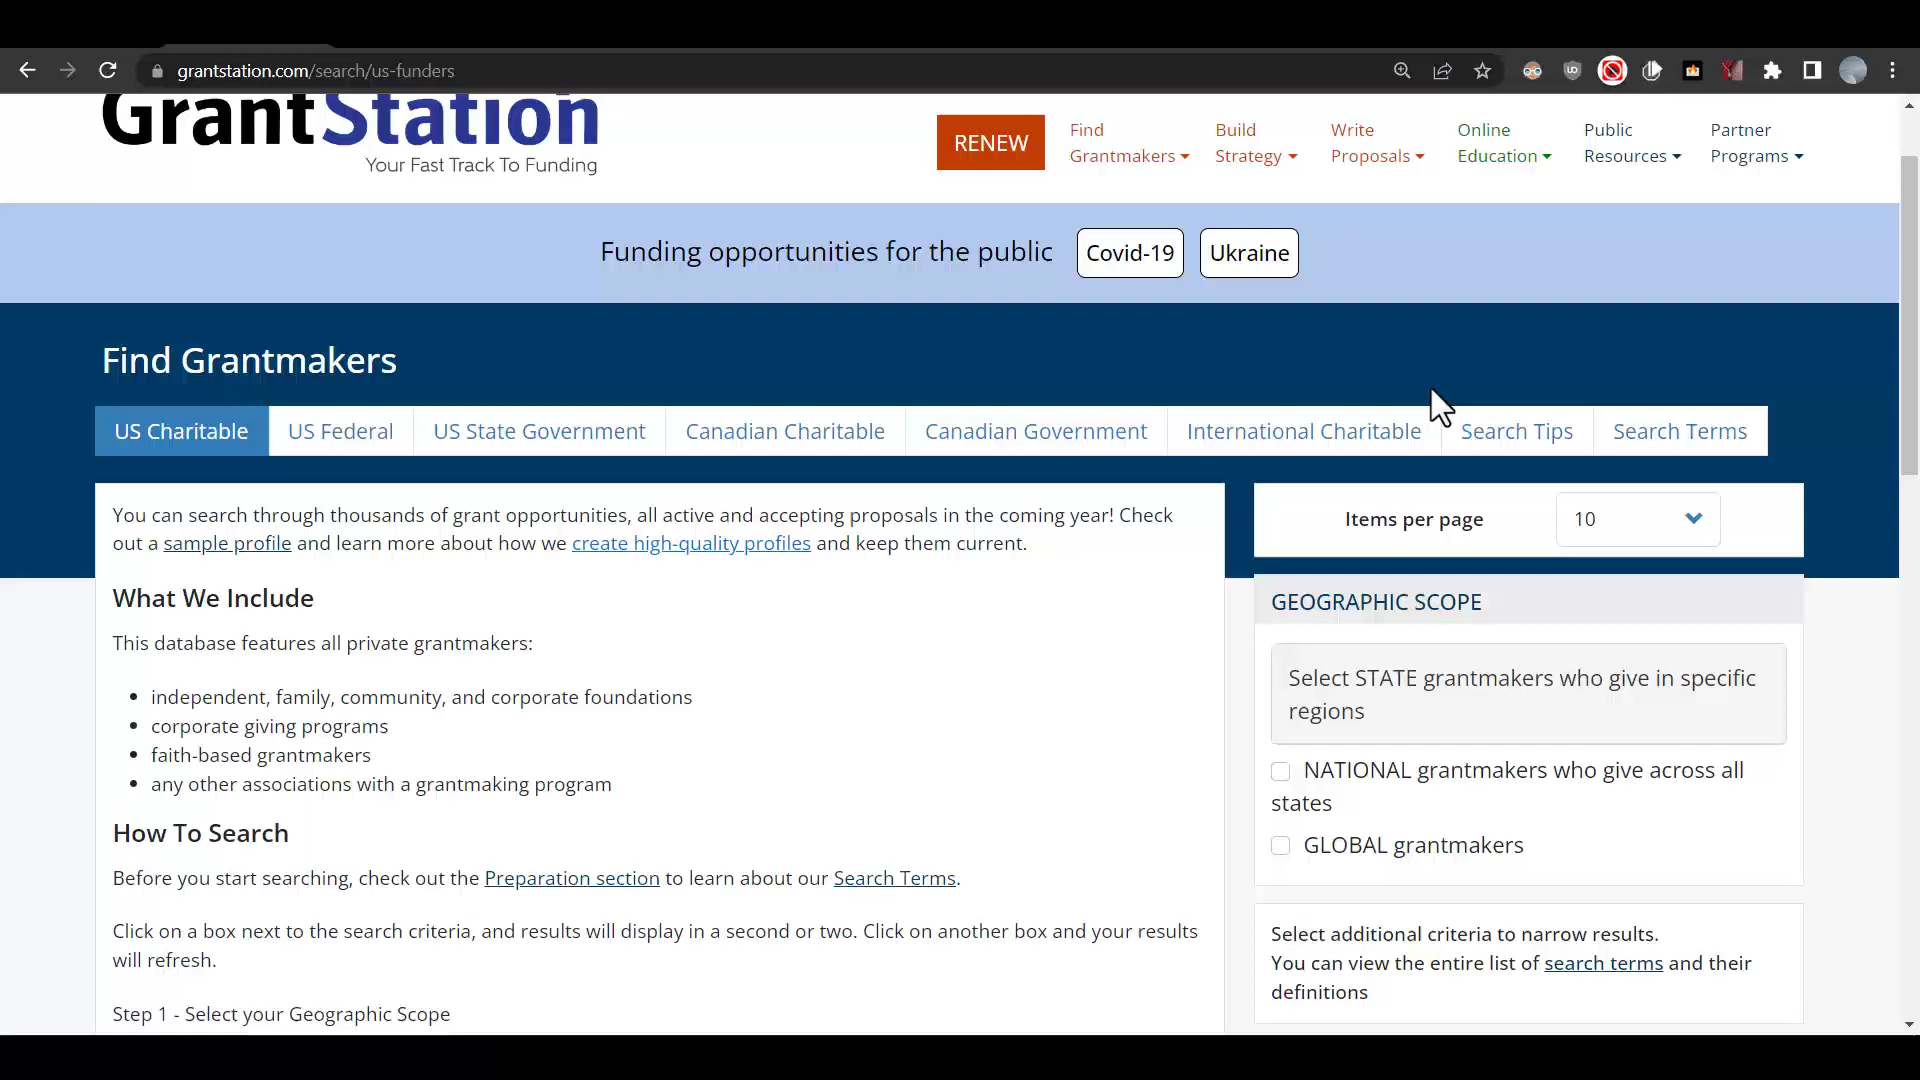 grantstation.com/search/us-funders
GrantStation
Your Fast Track To Funding
RENEW
Find
Grantmakers
Build
Strategy
Write
Proposals
Online
Education
Public
Resources
Partner
Programs
Funding opportunities for the public
Covid-19
Ukraine
Find Grantmakers
US Charitable
US Federal
US State Government
Canadian Charitable
Canadian Government
International Charitable
Search Tips
Search Terms
You can search through thousands of grant opportunities, all active and accepting proposals in the coming year! Check
out a sample profile and learn more about how we create high-quality profiles and keep them current.
What We Include
This database features all private grantmakers:
• independent, family, community, and corporate foundations
• corporate giving programs
• faith-based grantmakers
• any other associations with a grantmaking program
How To Search
Before you start searching, check out the Preparation section to learn about our Search Terms.
Click on a box next to the search criteria, and results will display in a second or two. Click on another box and your results
will refresh.
Step 1 - Select your Geographic Scope
Items per page
10
GEOGRAPHIC SCOPE
Select STATE grantmakers who give in specific
regions
NATIONAL grantmakers who give across all
states
GLOBAL grantmakers
Select additional criteria to narrow results.
You can view the entire list of search terms and their
definitions